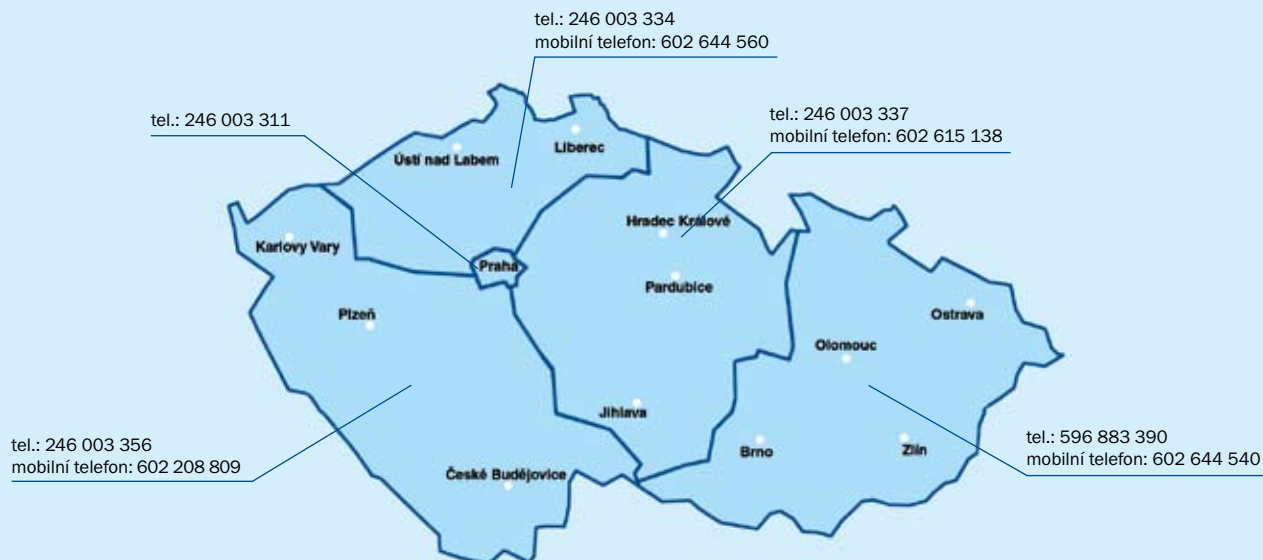 tel.: 246 003 334
mobilní telefon: 602 644 560
tel.: 246 003 311
tel.: 246 003 337
mobilní telefon: 602 615 138
Ústí nad Labem
Liberec
Hradec Králové
Karlovy Vary
Praha
Pardubice
Plzeň
Ostrava
Olomouc
Jihlava
tel.: 246 003 356
mobilní telefon: 602 208 809
Brno
Zlín
tel.: 596 883 390
mobilní telefon: 602 644 540
České Budějovice